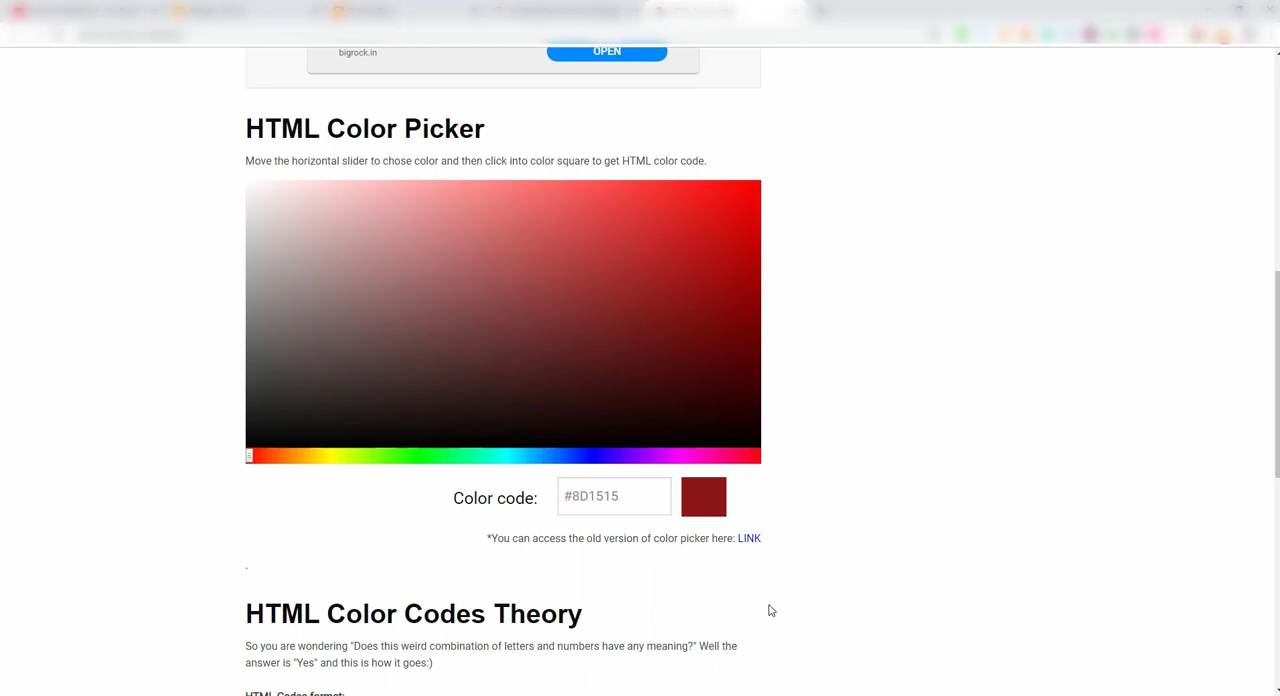 bigrock.in
OPEN
HTML Color Picker
Move the horizontal slider to chose color and then click into color square to get HTML color code.
Color code:
#8D1515
*You can access the old version of color picker here: LINK
.
HTML Color Codes Theory
So you are wondering "Does this weird combination of letters and numbers have any meaning?" Well the
answer is "Yes" and this is how it goes:)
HTML Codes format: